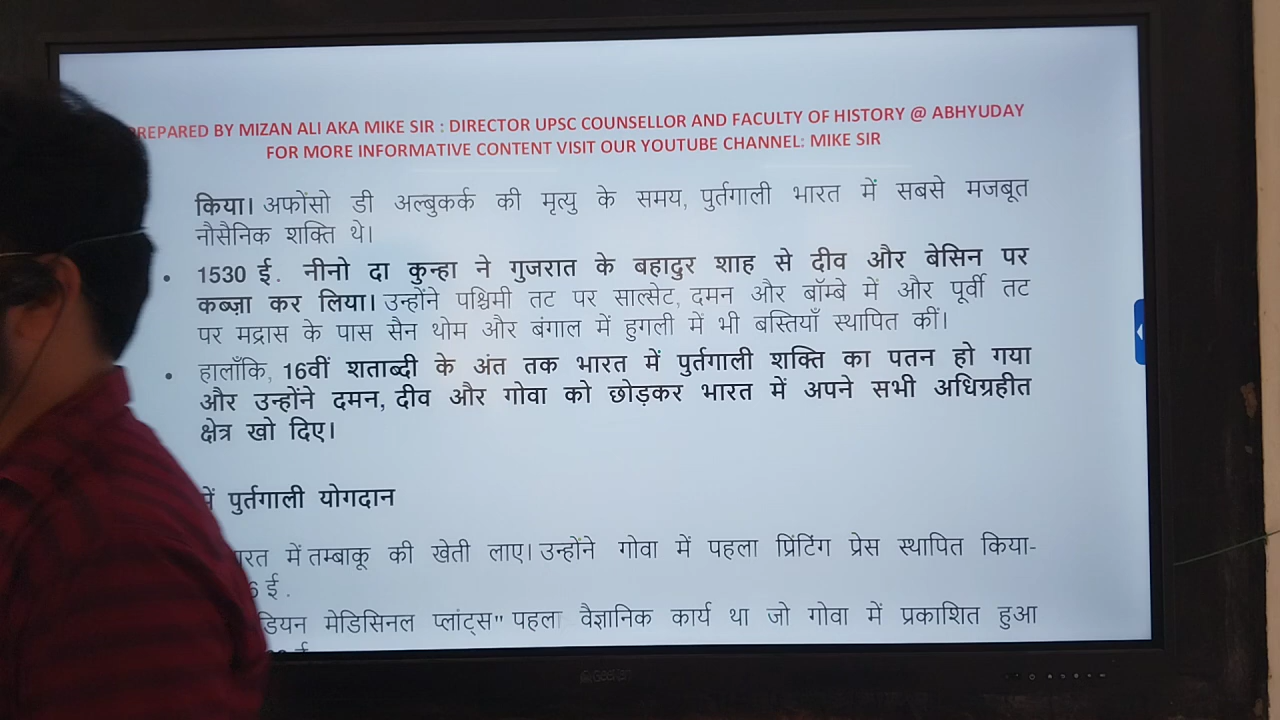 PREPARED BY MIZAN ALI AKA MIKE SIR : DIRECTOR UPSC COUNSELLOR AND FACULTY OF HISTORY @ ABHYUDAY
FOR MORE INFORMATIVE CONTENT VISIT OUR YOUTUBE CHANNEL: MIKE SIR
किया। अफोंसो डी अल्बुकर्क की मृत्यु के समय, पुर्तगाली भारत में सबसे मजबूत
नौसैनिक शक्ति थे।
• 1530 ई. नीनो दा कुन्हा ने गुजरात के बहादुर शाह से दीव और बेसिन पर
कब्ज़ा कर लिया। उन्होंने पश्चिमी तट पर साल्सेट, दमन और बॉम्बे में और पूर्वी तट
पर मद्रास के पास सैन थोम और बंगाल में हुगली में भी बस्तियाँ स्थापित कीं।
• हालाँकि, 16वीं शताब्दी के अंत तक भारत में पुर्तगाली शक्ति का पतन हो गया
और उन्होंने दमन, दीव और गोवा को छोड़कर भारत में अपने सभी अधिग्रहीत
क्षेत्र खो दिए।
में पुर्तगाली योगदान
में तम्बाकू की खेती लाए। उन्होंने गोवा में पहला प्रिंटिंग प्रेस स्थापित किया-
ई.
मेडिसिनल प्लांट्स" पहला वैज्ञानिक कार्य था जो गोवा में प्रकाशित हुआ